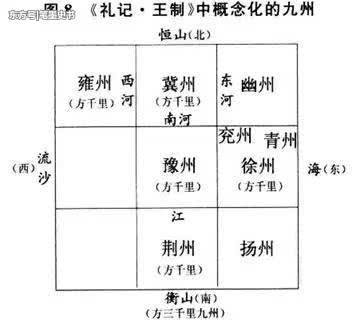 东方号|笔墨史书
图8 《礼记·王制》中概念化的九州
恒山(北)
雍州
(方千里)
西河
冀州
(方千里)
南河
东河
幽州
兖州
青州
(西)
流沙
豫州
(方千里)
徐州
(方千里)
海(东)
江
荆州
(方千里)
扬州
衡山(南)
(方三千里九州)